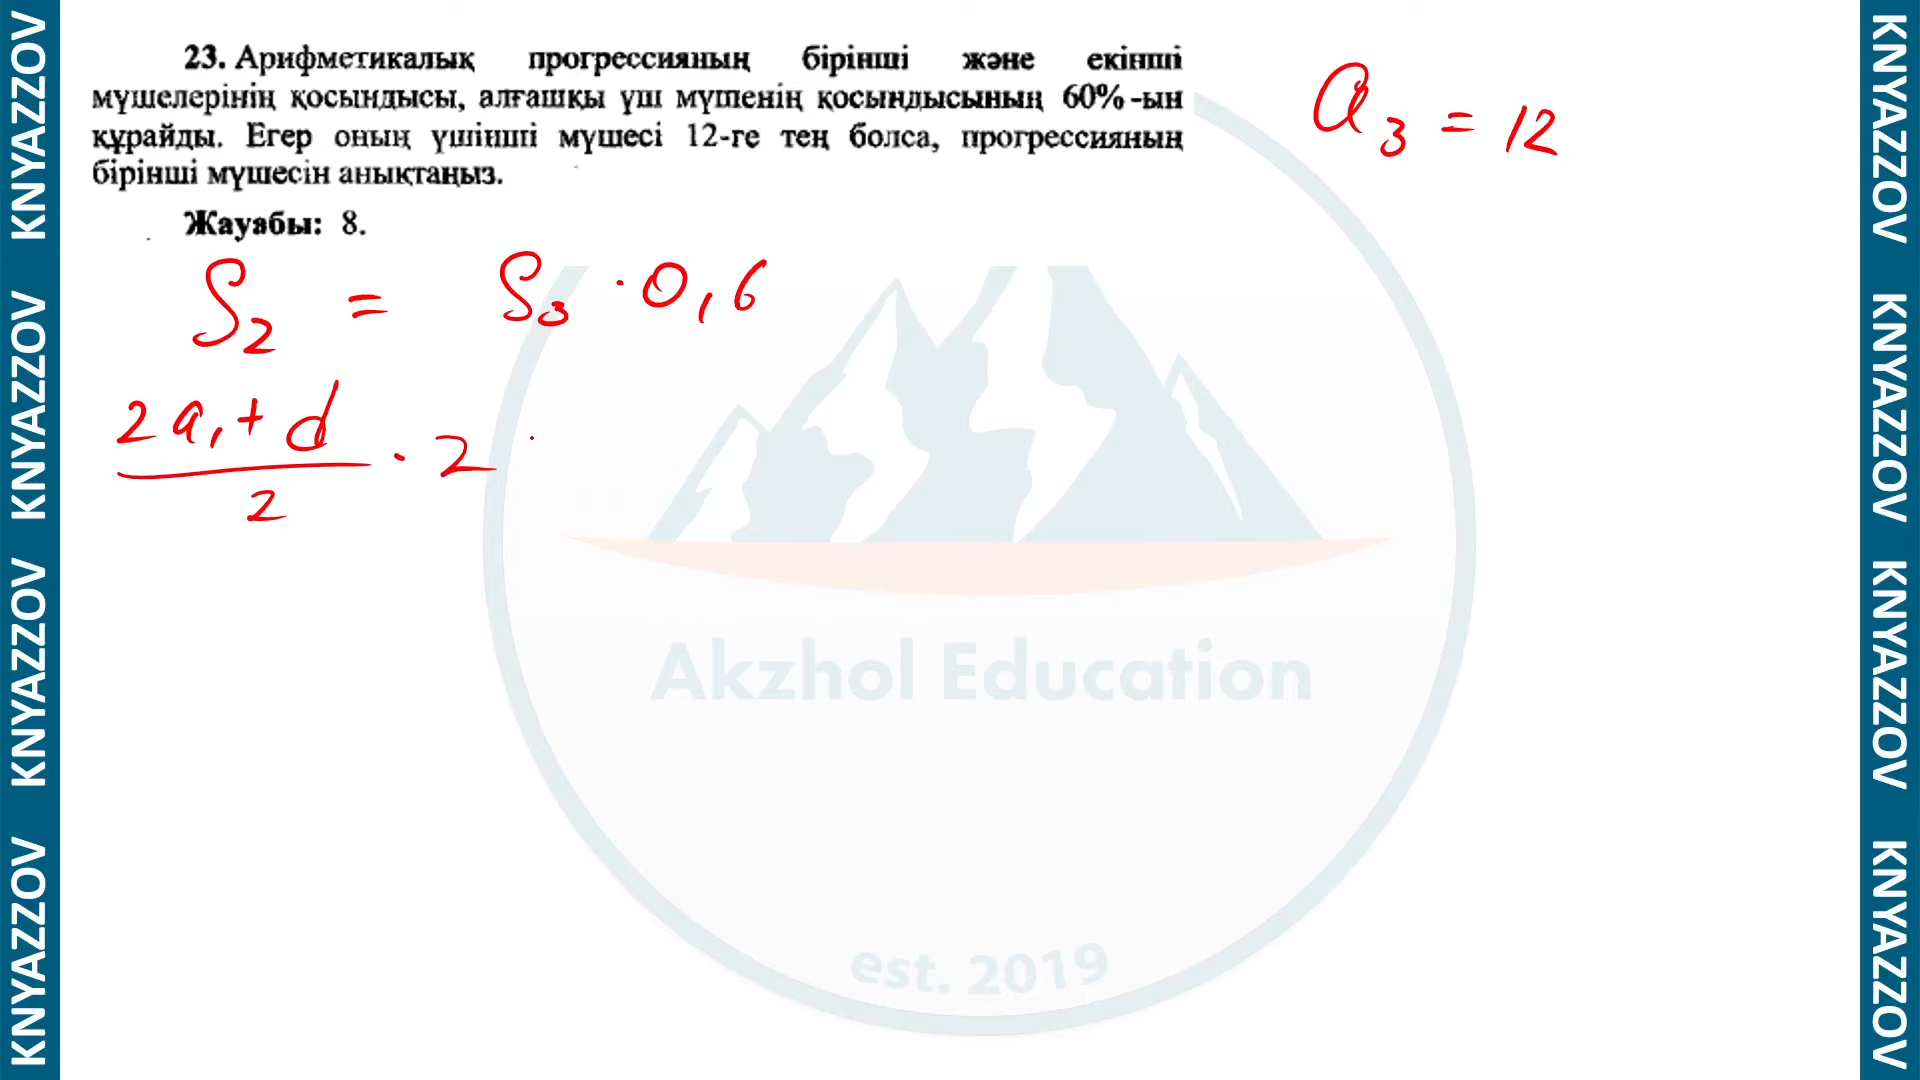 23. Арифметикалық прогрессияның бірінші және екінші
мүшелерінің қосындысы, алғашқы үш мүшенің қосындысының 60%-ын
құрайды. Егер оның үшінші мүшесі 12-ге тең болса, прогрессияның
бірінші мүшесін анықтаңыз.
Жауабы: 8.
a₃ = 12
S₂ = S₃ · 0,6
(2a₁ + d)/2 · 2
Akzhol Education
est. 2019
KNYAZZOV KNYAZZOV KNYAZZOV KNYAZZOV
KNYAZZOV KNYAZZOV KNYAZZOV KNYAZZOV